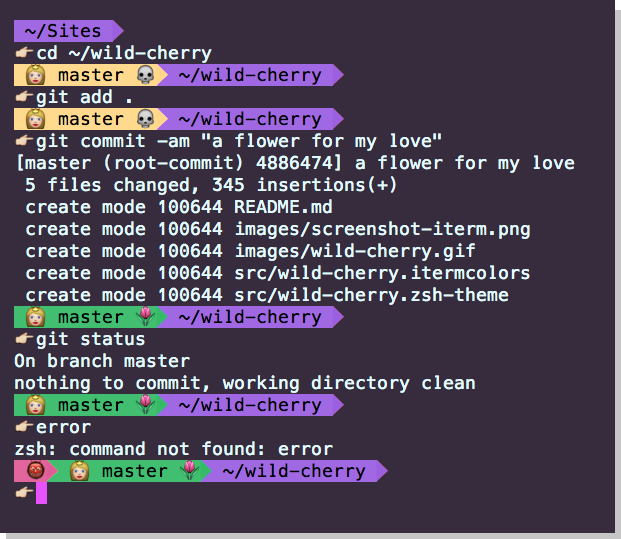 ~/Sites
cd ~/wild-cherry
master ~/wild-cherry
git add .
master ~/wild-cherry
git commit -am "a flower for my love"
[master (root-commit) 4886474] a flower for my love
5 files changed, 345 insertions(+)
create mode 100644 README.md
create mode 100644 images/screenshot-iterm.png
create mode 100644 images/wild-cherry.gif
create mode 100644 src/wild-cherry.itermcolors
create mode 100644 src/wild-cherry.zsh-theme
master ~/wild-cherry
git status
On branch master
nothing to commit, working directory clean
master ~/wild-cherry
error
zsh: command not found: error
master ~/wild-cherry